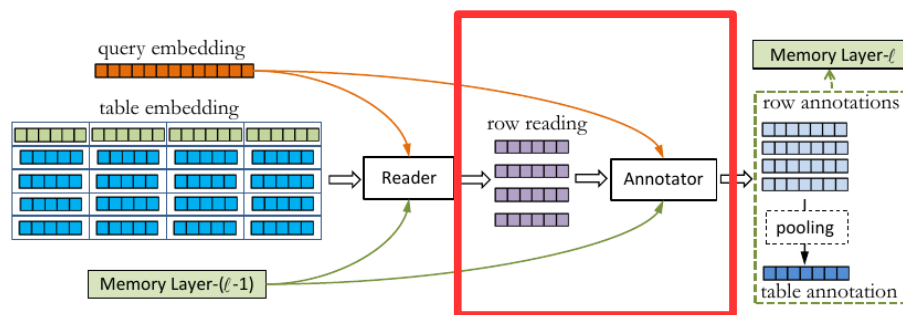 query embedding
table embedding
Reader
Memory Layer-(ℓ-1)
row reading
Annotator
Memory Layer-ℓ
row annotations
pooling
table annotation